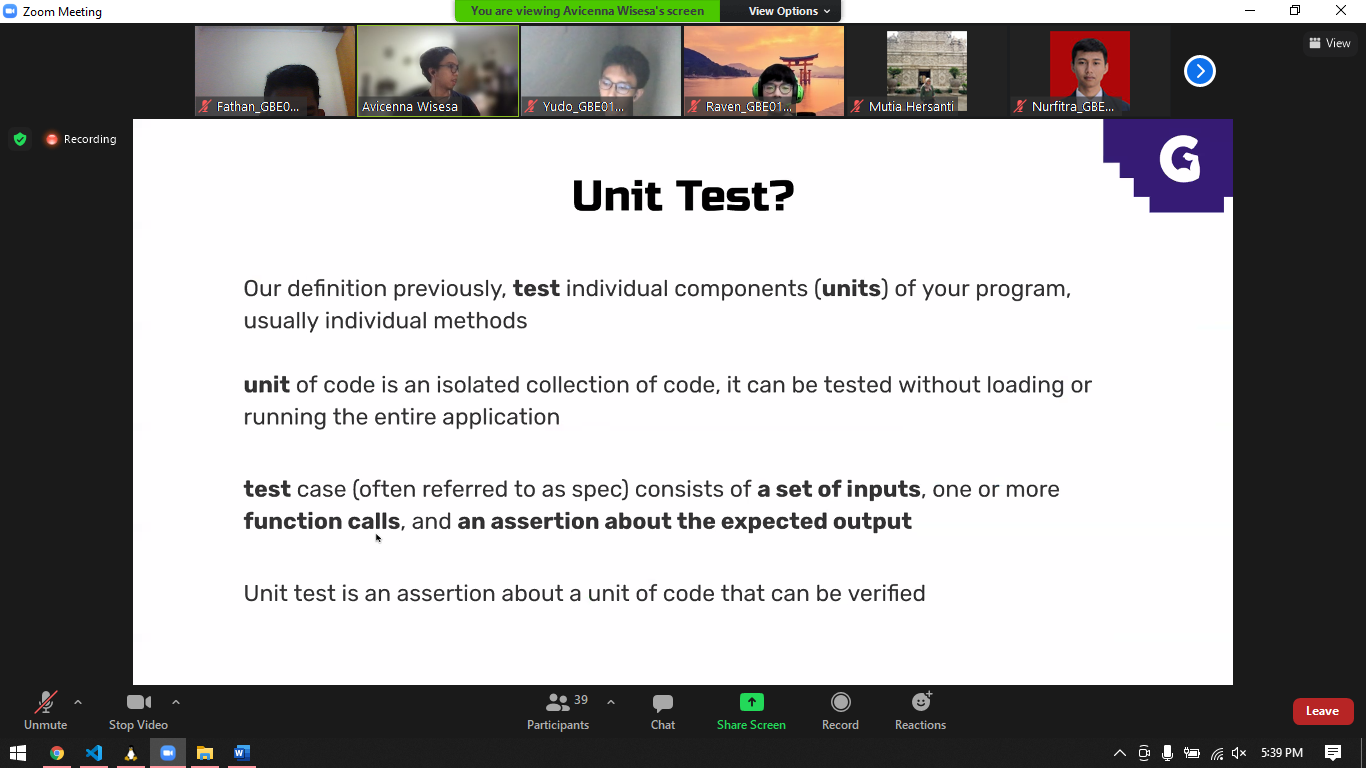 Zoom Meeting
You are viewing Avicenna Wisesa's screen
View Options
View
Fathan_GBE0...
Avicenna Wisesa
Yudo_GBE01...
Raven_GBE01...
Mutia Hersanti
Nurfitra_GBE...
Recording
G
Unit Test?
Our definition previously, test individual components (units) of your program,
usually individual methods
unit of code is an isolated collection of code, it can be tested without loading or
running the entire application
test case (often referred to as spec) consists of a set of inputs, one or more
function calls, and an assertion about the expected output
Unit test is an assertion about a unit of code that can be verified
Unmute
Stop Video
39
Participants
Chat
Share Screen
Record
Reactions
Leave
5:39 PM